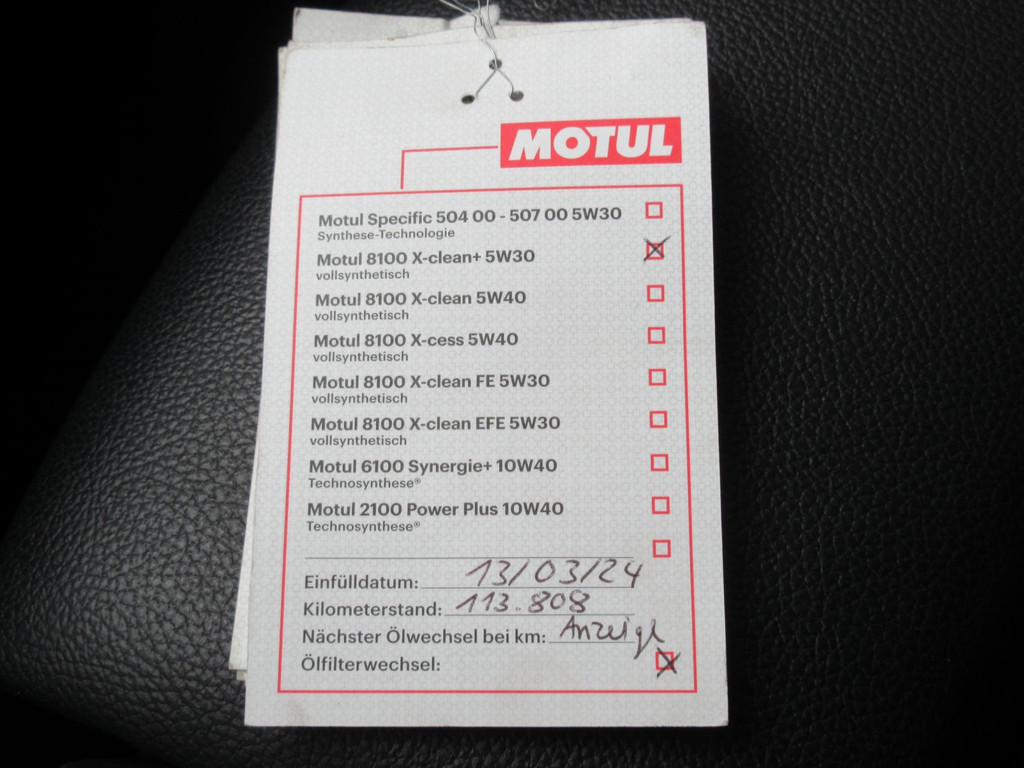 MOTUL
Motul Specific 504 00 - 507 00 5W30
Synthese-Technologie
Motul 8100 X-clean+ 5W30
vollsynthetisch
Motul 8100 X-clean 5W40
vollsynthetisch
Motul 8100 X-cess 5W40
vollsynthetisch
Motul 8100 X-clean FE 5W30
vollsynthetisch
Motul 8100 X-clean EFE 5W30
vollsynthetisch
Motul 6100 Synergie+ 10W40
Technosynthese®
Motul 2100 Power Plus 10W40
Technosynthese®
Einfülldatum: 13/03/24
Kilometerstand: 113.808
Nächster Ölwechsel bei km: Anzeige
Ölfilterwechsel: